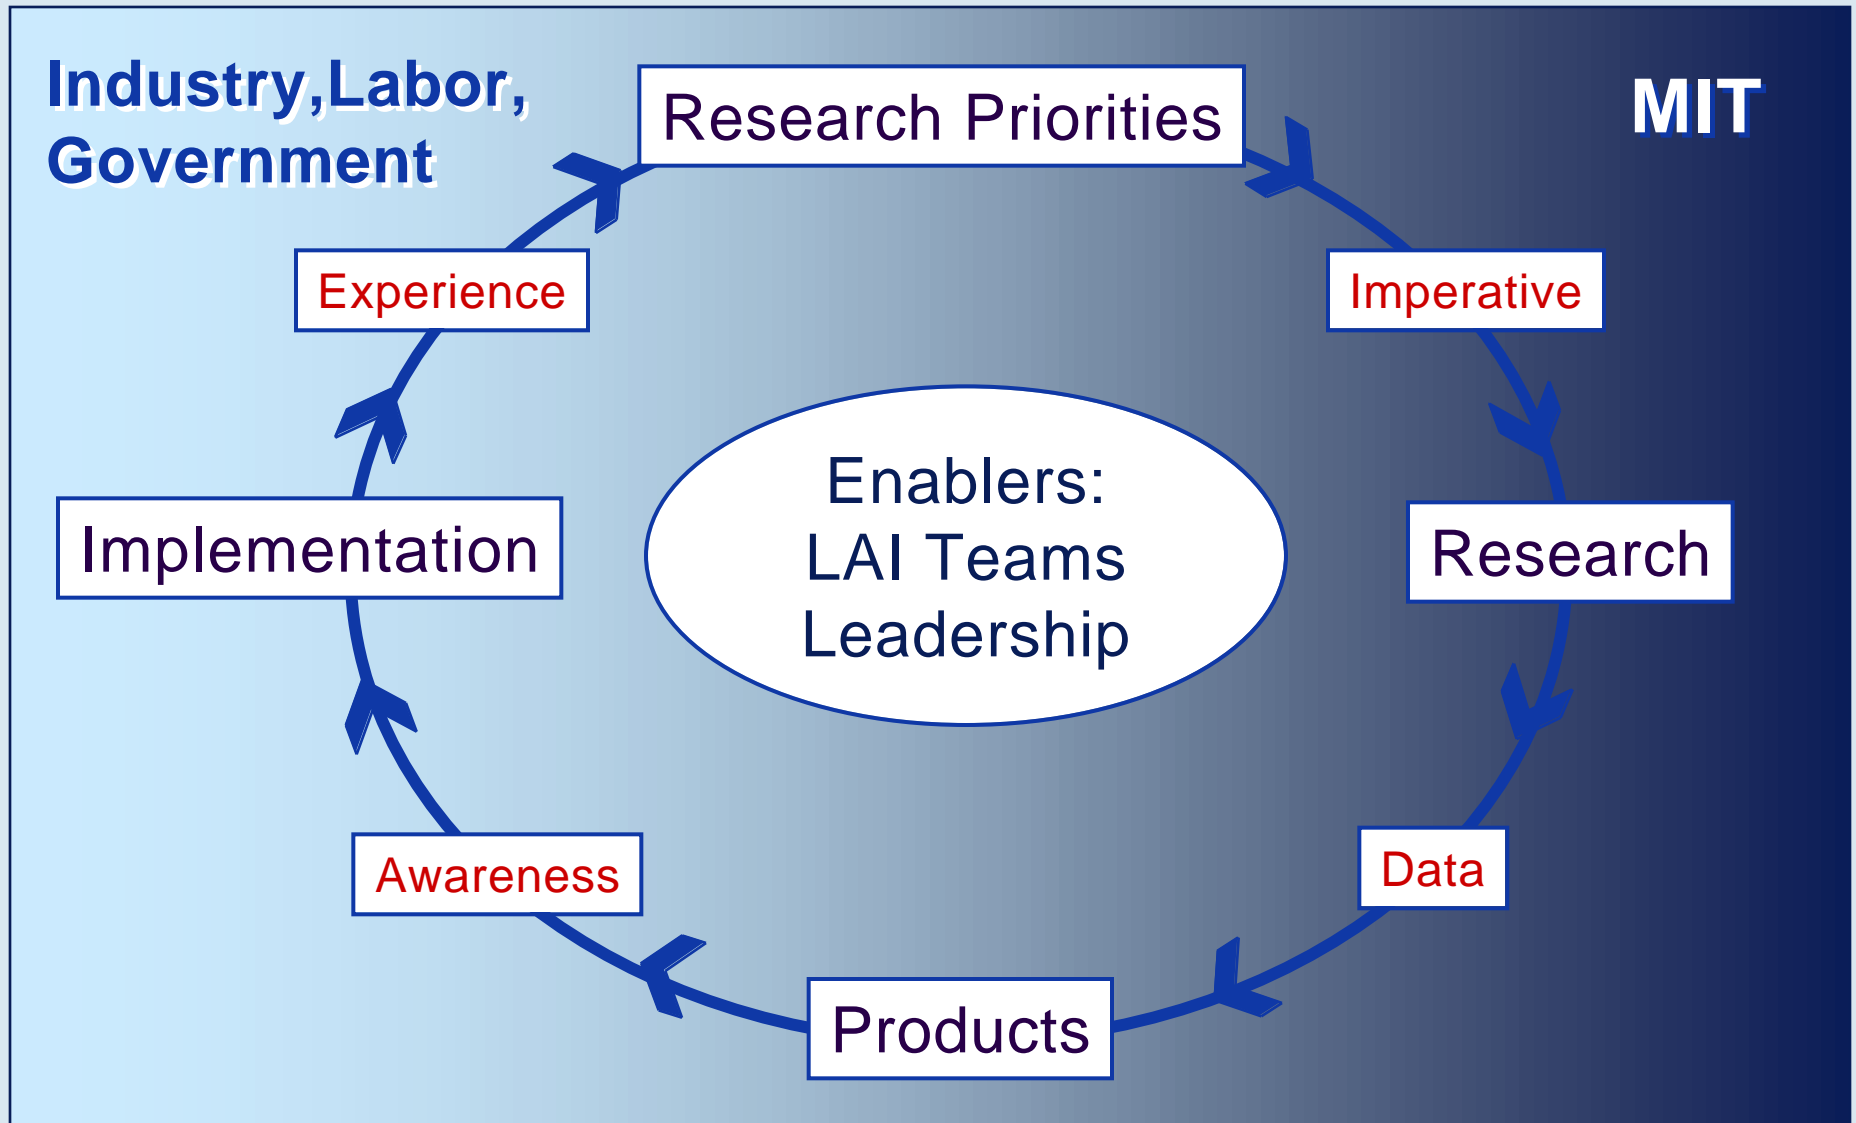 Industry,Labor,
Government
MIT
Research Priorities
Experience
Imperative
Enablers:
LAI Teams
Leadership
Implementation
Research
Awareness
Data
Products